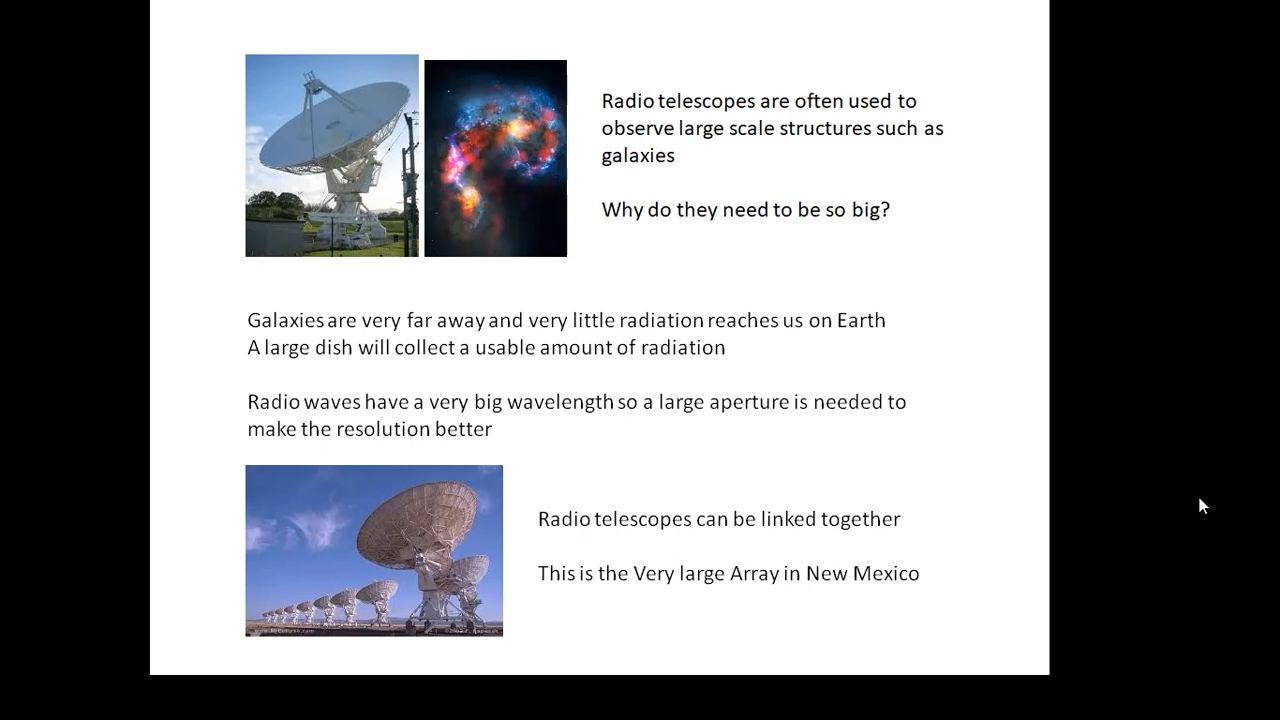 Radio telescopes are often used to
observe large scale structures such as
galaxies
Why do they need to be so big?
Galaxies are very far away and very little radiation reaches us on Earth
A large dish will collect a usable amount of radiation
Radio waves have a very big wavelength so a large aperture is needed to
make the resolution better
Radio telescopes can be linked together
This is the Very large Array in New Mexico